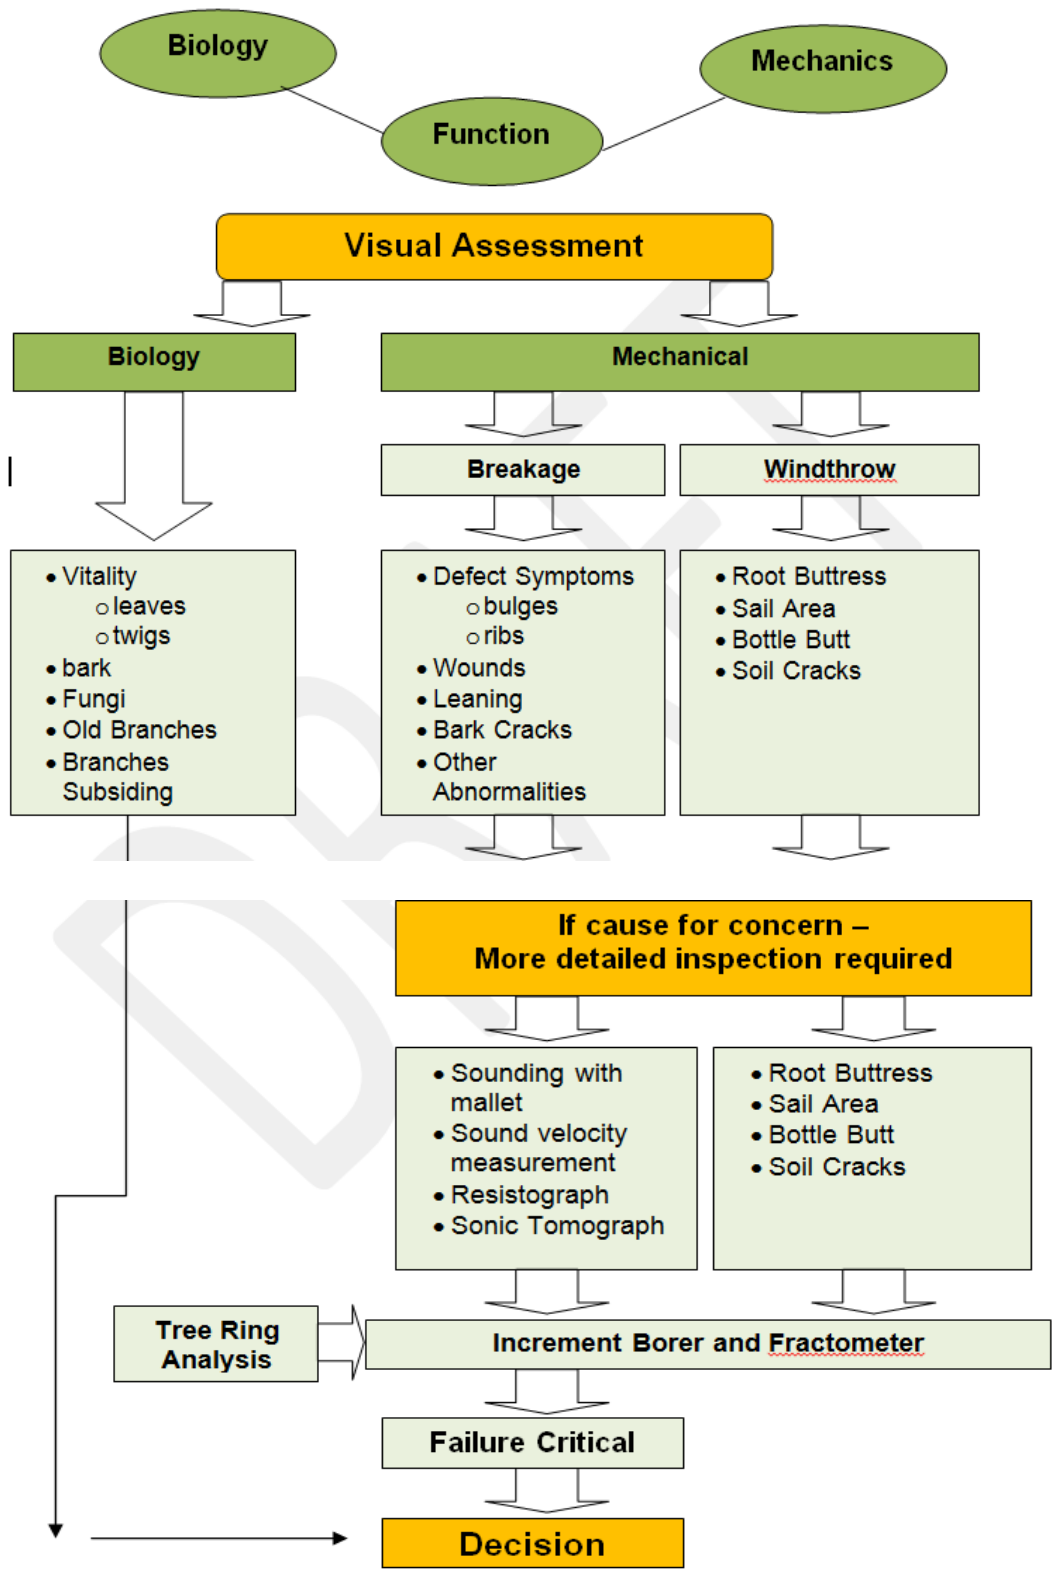 Biology
Mechanics
Function
Visual Assessment
Biology
Mechanical
Breakage
Windthrow
• Vitality
o leaves
o twigs
• bark
• Fungi
• Old Branches
• Branches
Subsiding
• Defect Symptoms
o bulges
o ribs
• Wounds
• Leaning
• Bark Cracks
• Other
Abnormalities
• Root Buttress
• Sail Area
• Bottle Butt
• Soil Cracks
DRAFT
If cause for concern –
More detailed inspection required
• Sounding with
mallet
• Sound velocity
measurement
• Resistograph
• Sonic Tomograph
• Root Buttress
• Sail Area
• Bottle Butt
• Soil Cracks
Tree Ring
Analysis
Increment Borer and Fractometer
Failure Critical
Decision